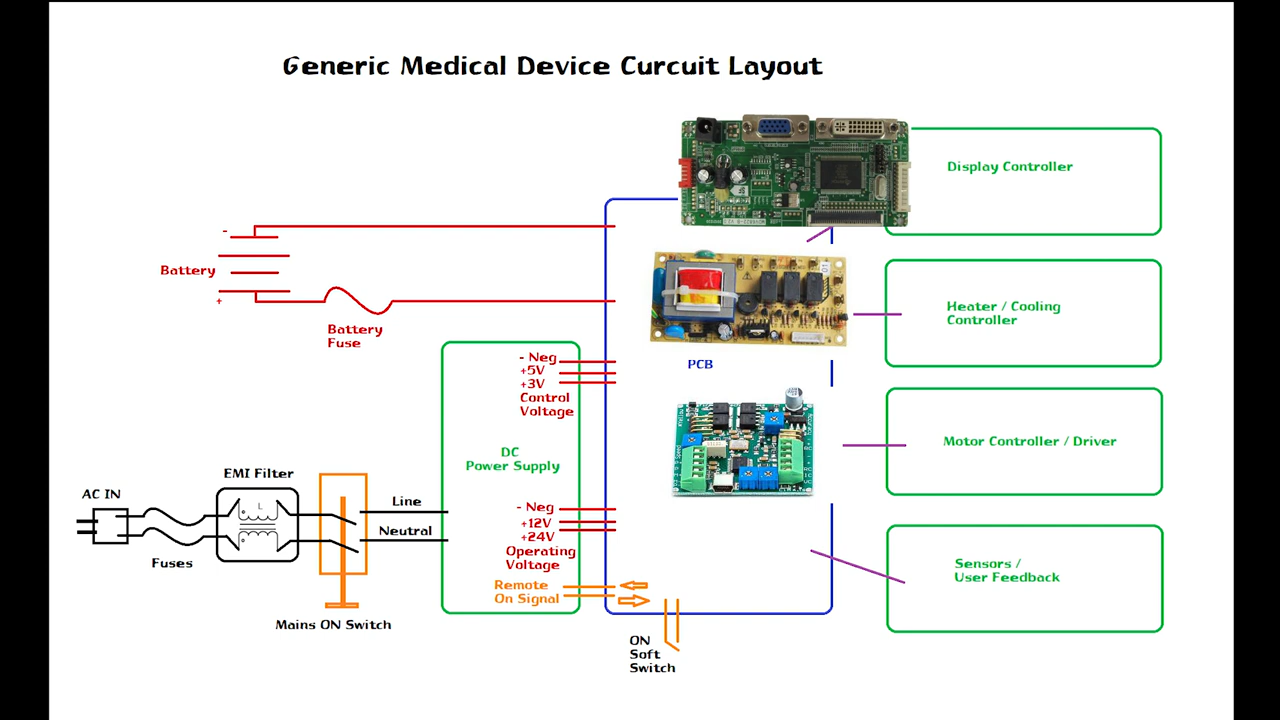 Generic Medical Device Curcuit Layout
Display Controller
-
Battery
+
Battery
Fuse
Heater / Cooling
Controller
PCB
- Neg
+5V
+3V
Control
Voltage
DC
Power Supply
Motor Controller / Driver
EMI Filter
L
AC IN
Line
Neutral
Fuses
- Neg
+12V
+24V
Operating
Voltage
Remote
On Signal
Mains ON Switch
Sensors /
User Feedback
ON
Soft
Switch